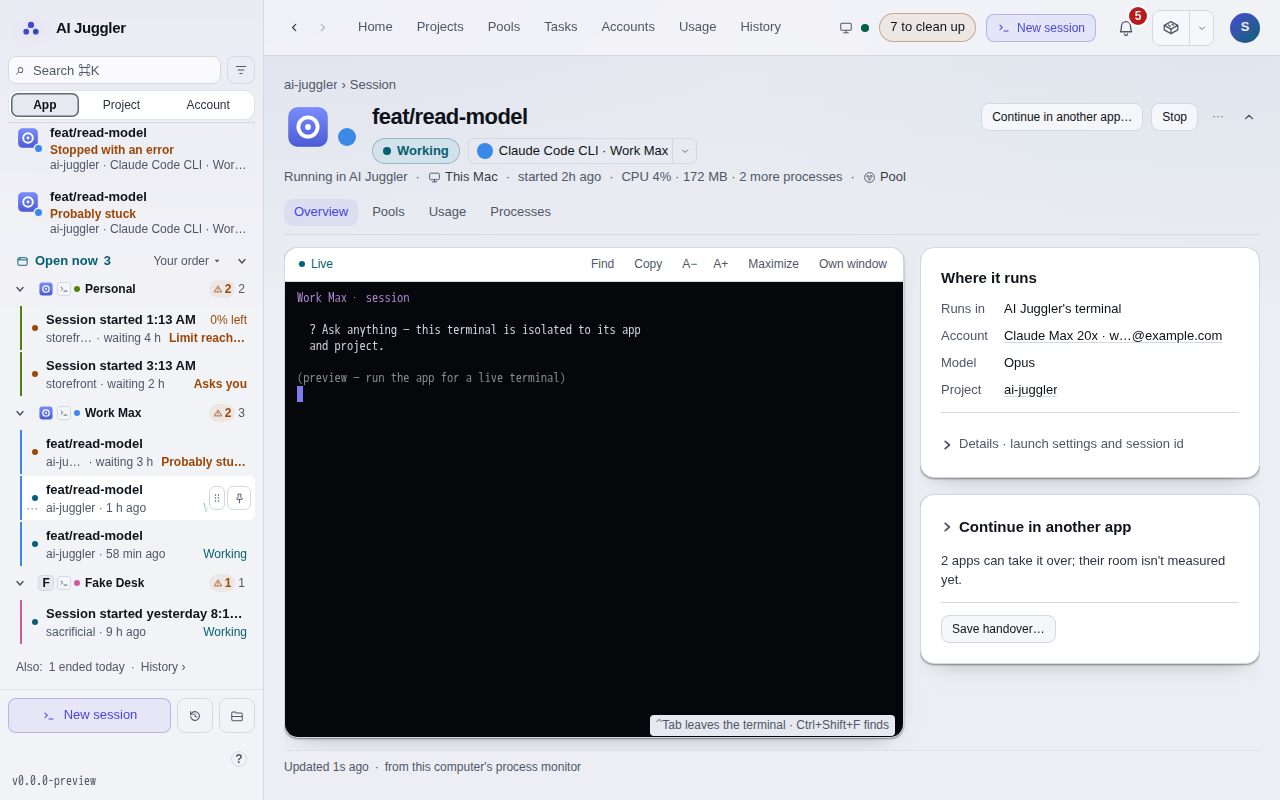 AI Juggler
Search ⌘K
App Project Account
feat/read-model
Stopped with an error
ai-juggler · Claude Code CLI · Wor…
feat/read-model
Probably stuck
ai-juggler · Claude Code CLI · Wor…
Open now 3 Your order
Personal 2 2
Session started 1:13 AM 0% left
storefr… · waiting 4 h Limit reach…
Session started 3:13 AM
storefront · waiting 2 h Asks you
Work Max 2 3
feat/read-model
ai-ju… · waiting 3 h Probably stu…
feat/read-model
ai-juggler · 1 h ago
feat/read-model
ai-juggler · 58 min ago Working
F Fake Desk 1 1
Session started yesterday 8:1…
sacrificial · 9 h ago Working
Also: 1 ended today · History ›
New session
?
v0.0.0-preview
Home Projects Pools Tasks Accounts Usage History
7 to clean up
New session
5
S
ai-juggler › Session
feat/read-model
Continue in another app… Stop …
Working Claude Code CLI · Work Max
Running in AI Juggler · This Mac · started 2h ago · CPU 4% · 172 MB · 2 more processes · Pool
Overview Pools Usage Processes
Live Find Copy A− A+ Maximize Own window
Work Max · session
? Ask anything — this terminal is isolated to its app
and project.
(preview — run the app for a live terminal)
^Tab leaves the terminal · Ctrl+Shift+F finds
Where it runs
Runs in AI Juggler's terminal
Account Claude Max 20x · w…@example.com
Model Opus
Project ai-juggler
Details · launch settings and session id
Continue in another app
2 apps can take it over; their room isn't measured
yet.
Save handover…
Updated 1s ago · from this computer's process monitor